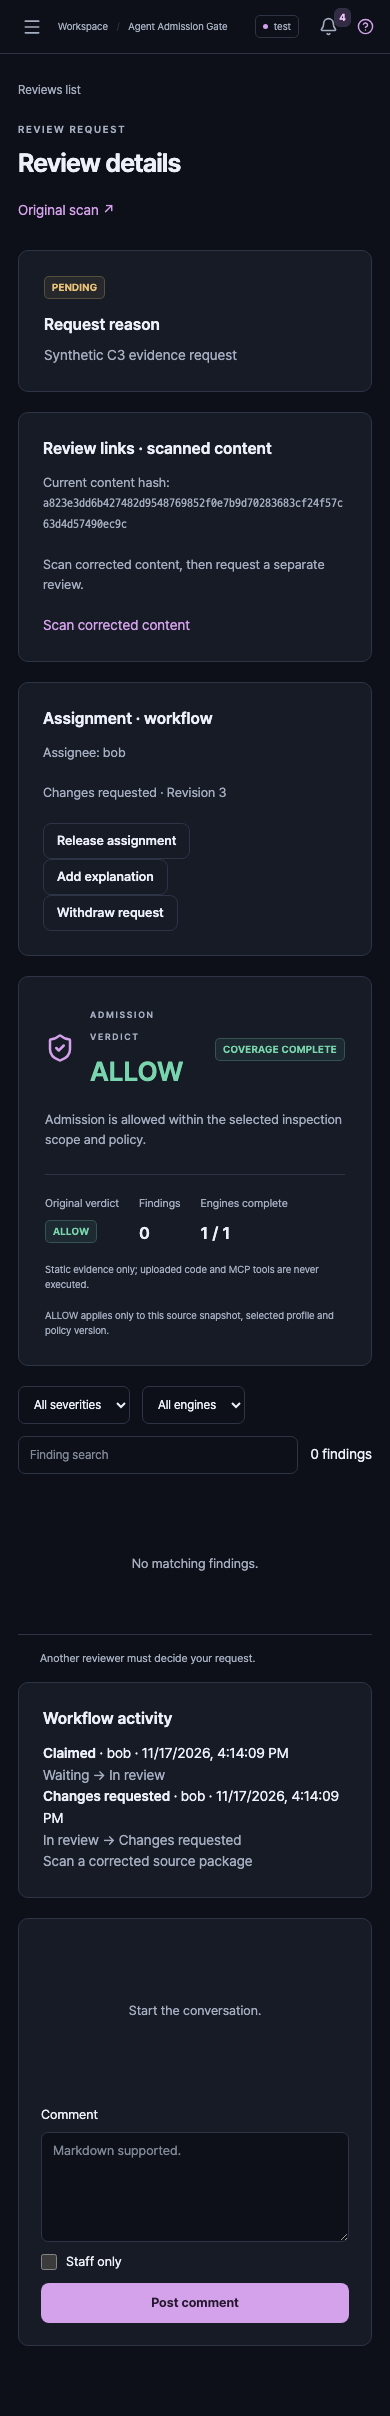 Workspace / Agent Admission Gate
test
4
Reviews list
REVIEW REQUEST
Review details
Original scan ↗
PENDING
Request reason
Synthetic C3 evidence request
Review links · scanned content
Current content hash:
a823e3dd6b427482d9548769852f0e7b9d70283683cf24f57c
63d4d57490ec9c
Scan corrected content, then request a separate
review.
Scan corrected content
Assignment · workflow
Assignee: bob
Changes requested · Revision 3
Release assignment
Add explanation
Withdraw request
ADMISSION
VERDICT
ALLOW
COVERAGE COMPLETE
Admission is allowed within the selected inspection
scope and policy.
Original verdict Findings Engines complete
ALLOW 0 1 / 1
Static evidence only; uploaded code and MCP tools are never
executed.
ALLOW applies only to this source snapshot, selected profile and
policy version.
All severities All engines
Finding search 0 findings
No matching findings.
Another reviewer must decide your request.
Workflow activity
Claimed · bob · 11/17/2026, 4:14:09 PM
Waiting → In review
Changes requested · bob · 11/17/2026, 4:14:09
PM
In review → Changes requested
Scan a corrected source package
Start the conversation.
Comment
Markdown supported.
Staff only
Post comment